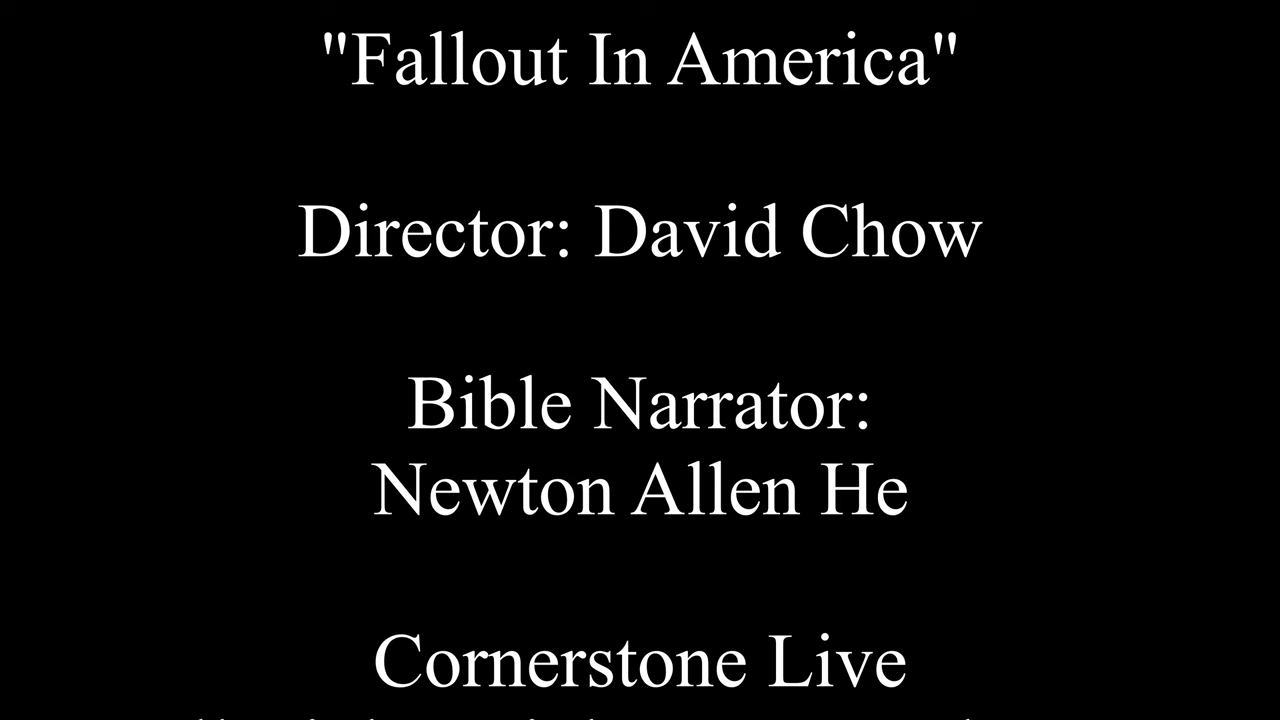 "Fallout In America"
Director: David Chow
Bible Narrator:
Newton Allen He
Cornerstone Live